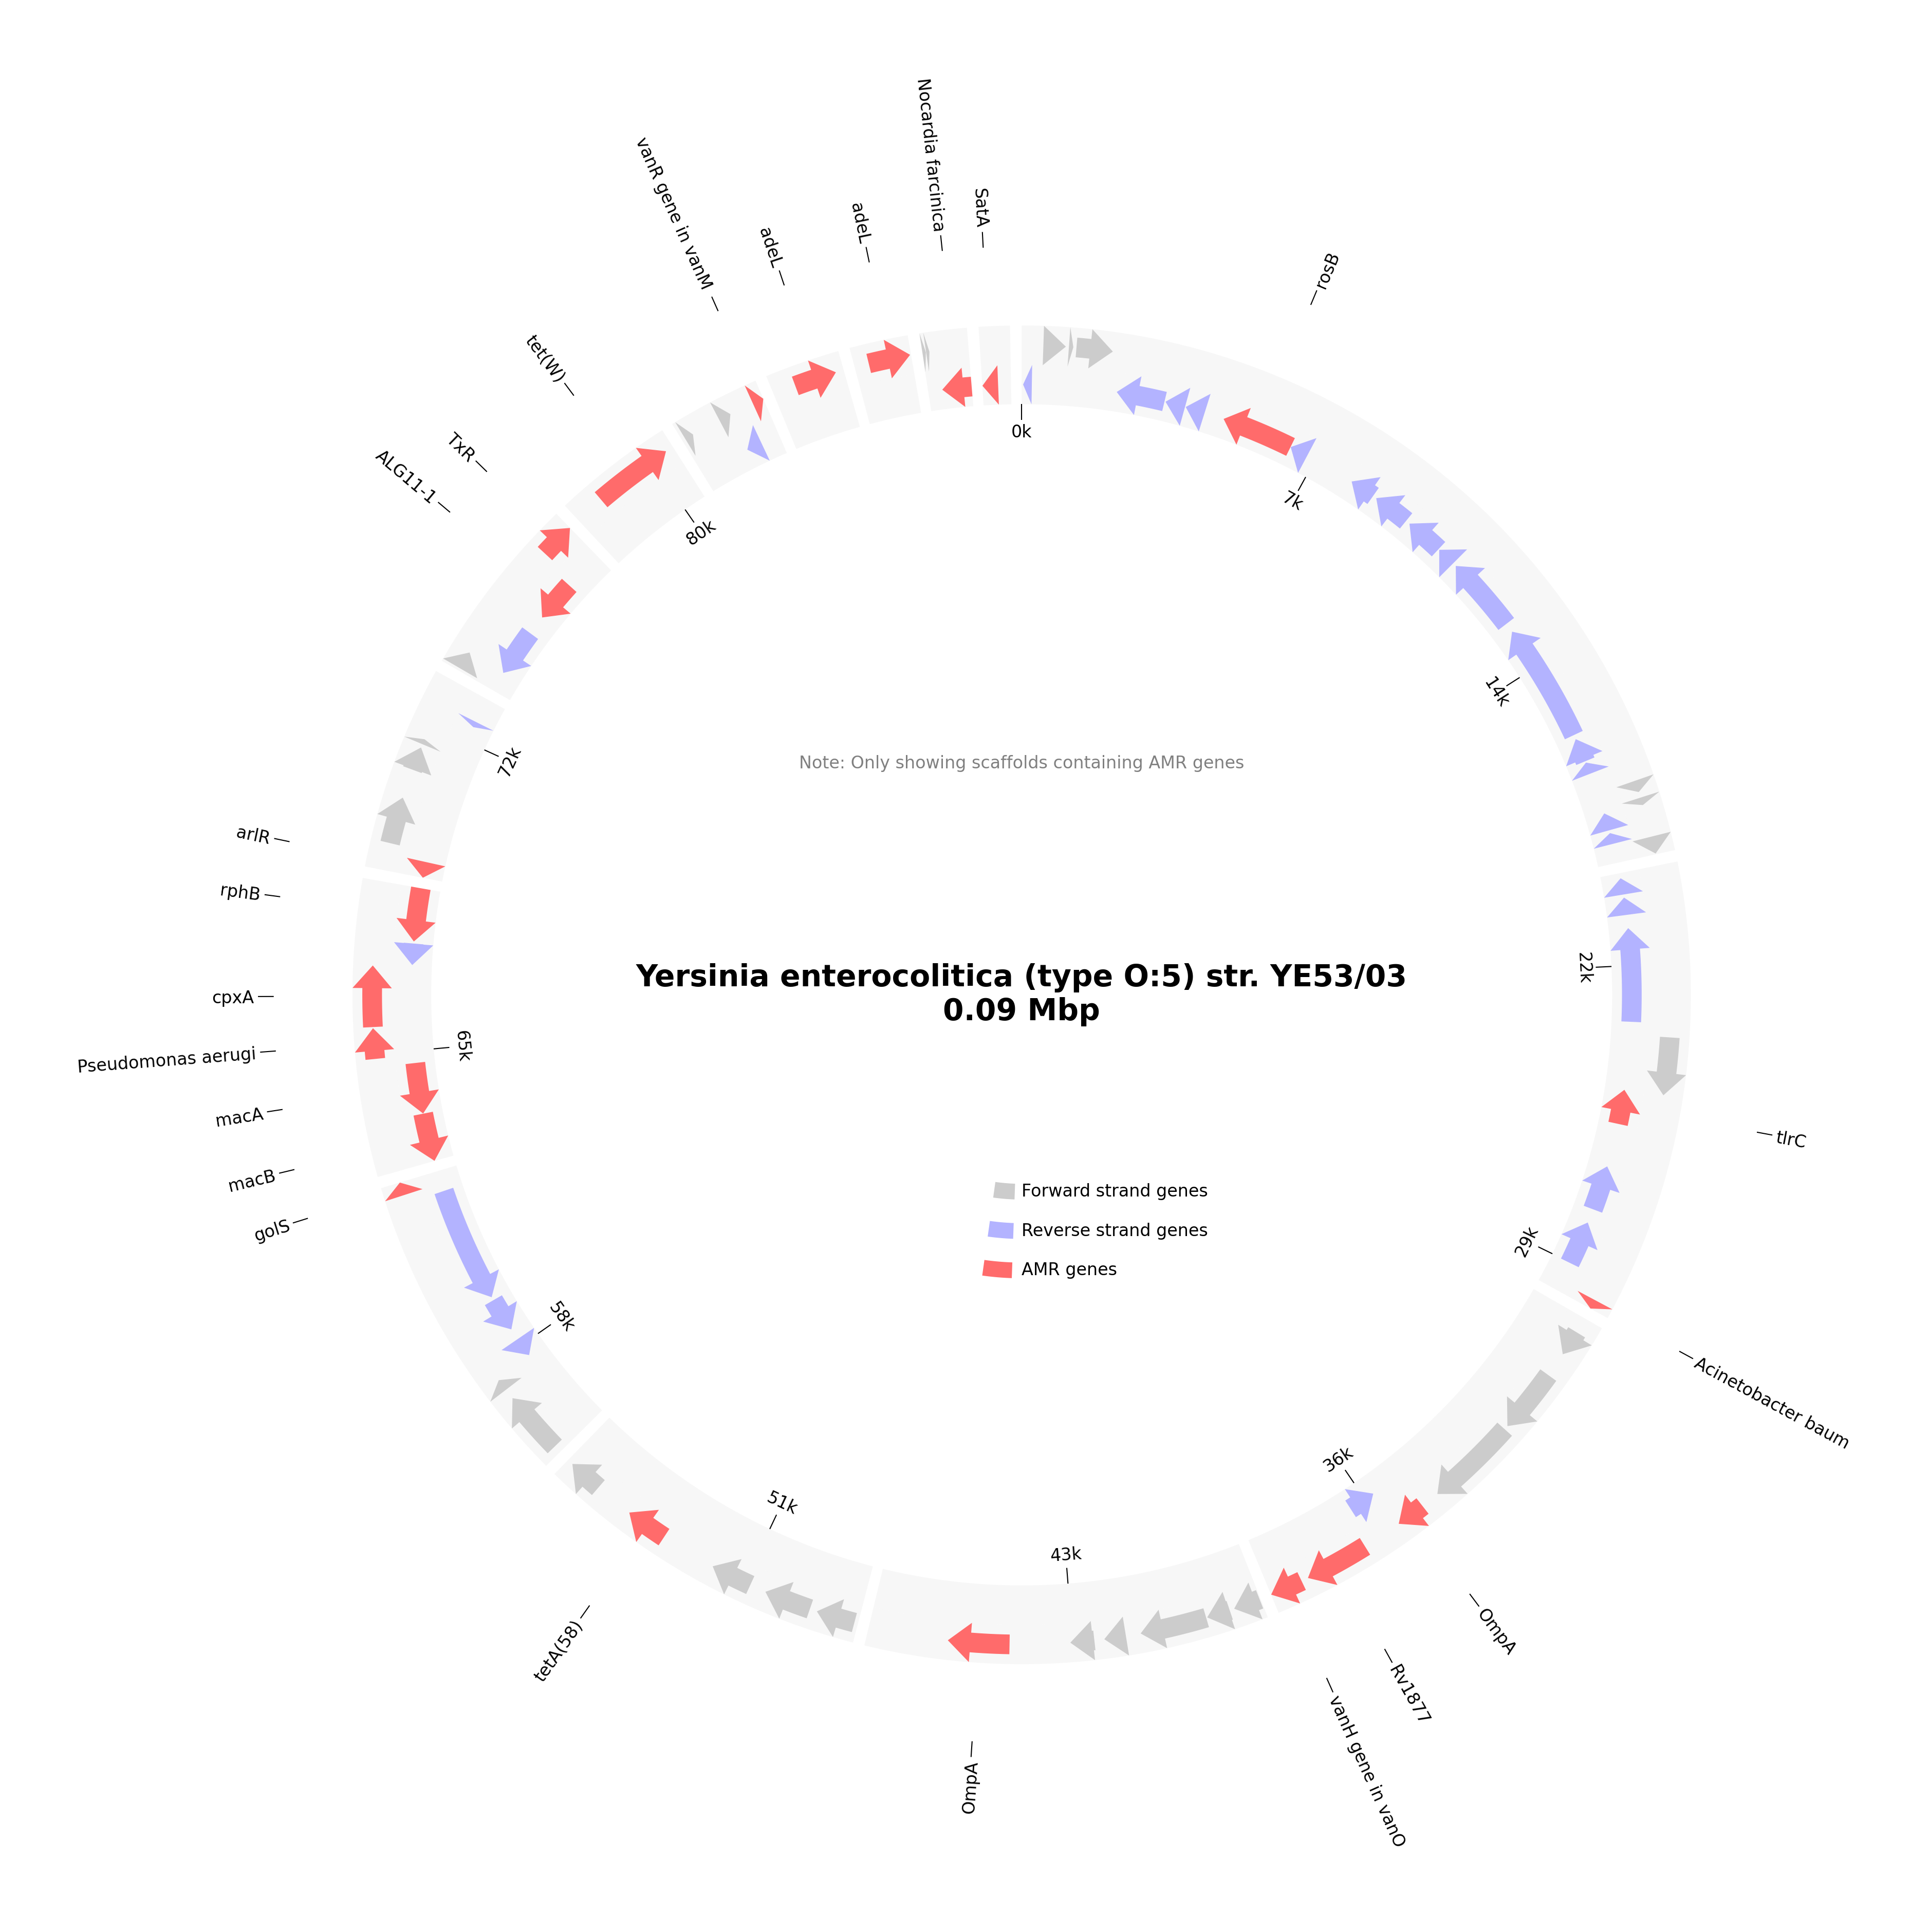 Nocardia farcinica
SatA
vanR gene in vanM
adeL
adeL
rosB
tet(W)
TxR
ALG11-1
0k
7k
80k
14k
72k
Note: Only showing scaffolds containing AMR genes
arlR
rphB
cpxA
Pseudomonas aerugi
macA
macB
golS
65k
22k
Yersinia enterocolitica (type O:5) str. YE53/03
0.09 Mbp
tlrC
Forward strand genes
Reverse strand genes
AMR genes
29k
58k
Acinetobacter baum
36k
51k
43k
tetA(58)
OmpA
Rv1877
vanH gene in vanO
OmpA